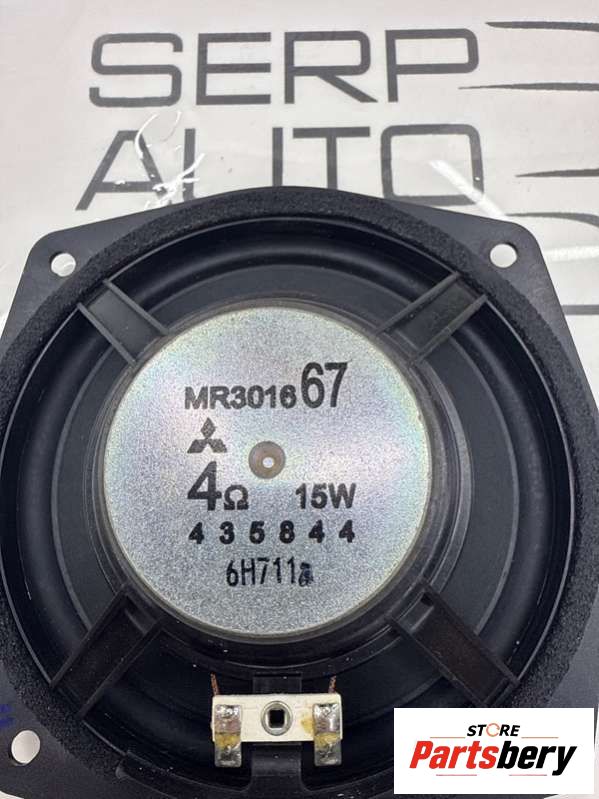 SERP
AUTO
MR301667
4Ω 15W
435844
6H711a
STORE
Partsbery